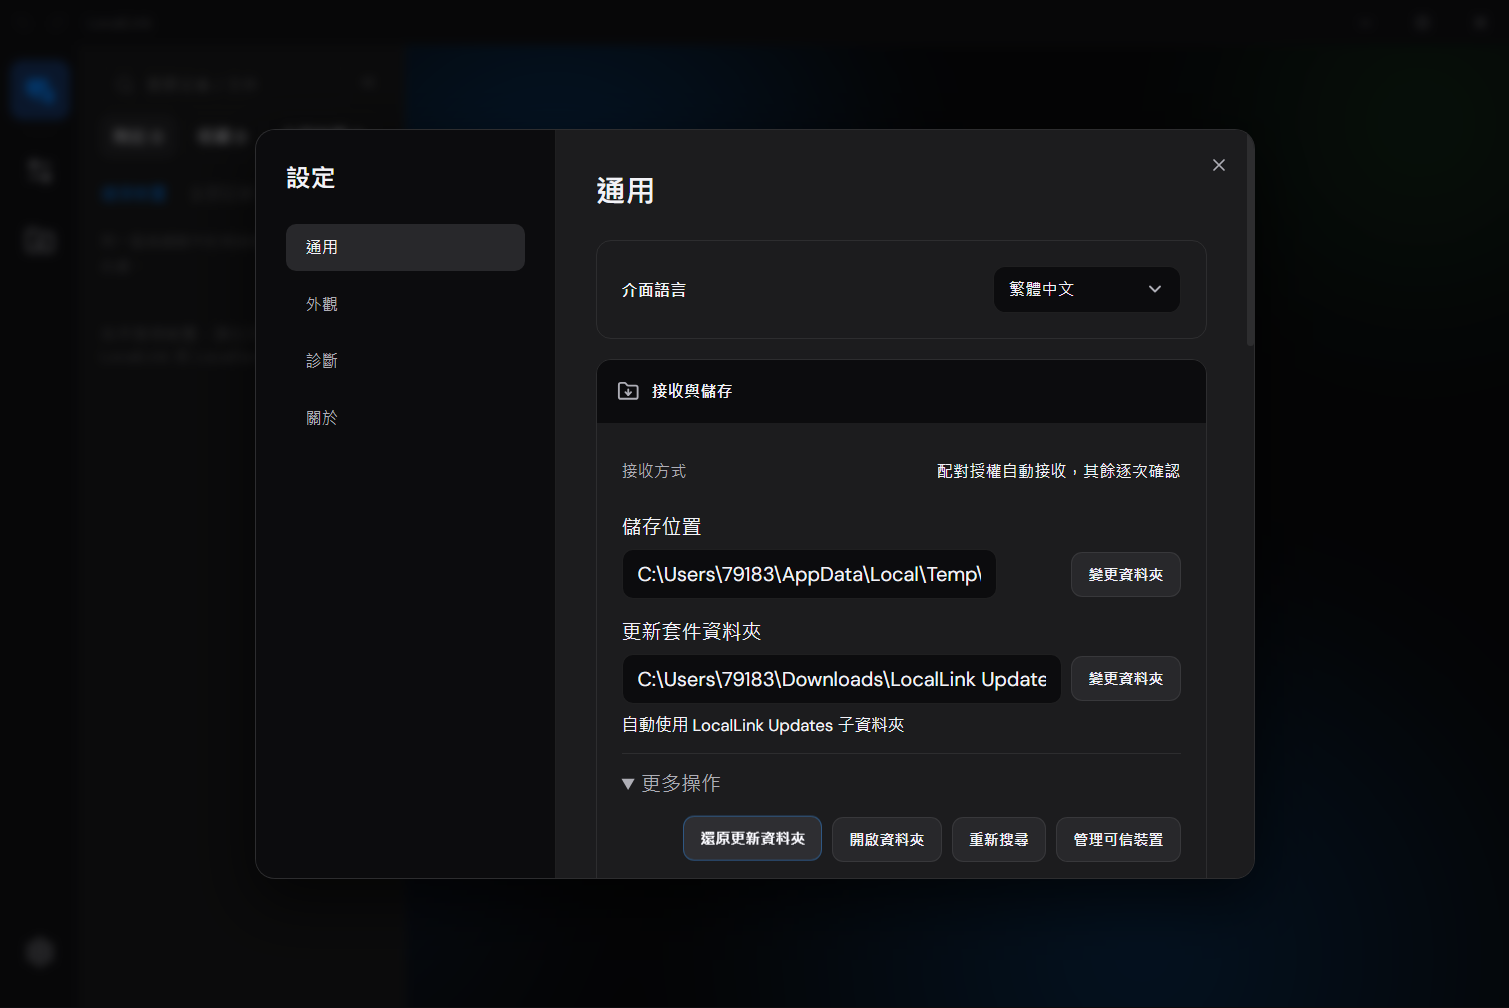 設定
通用
外觀
診斷
關於
通用
介面語言
繁體中文
接收與儲存
接收方式
配對授權自動接收，其餘逐次確認
儲存位置
C:\Users\79183\AppData\Local\Temp\
變更資料夾
更新套件資料夾
C:\Users\79183\Downloads\LocalLink Update
變更資料夾
自動使用 LocalLink Updates 子資料夾
▼ 更多操作
還原更新資料夾
開啟資料夾
重新搜尋
管理可信裝置